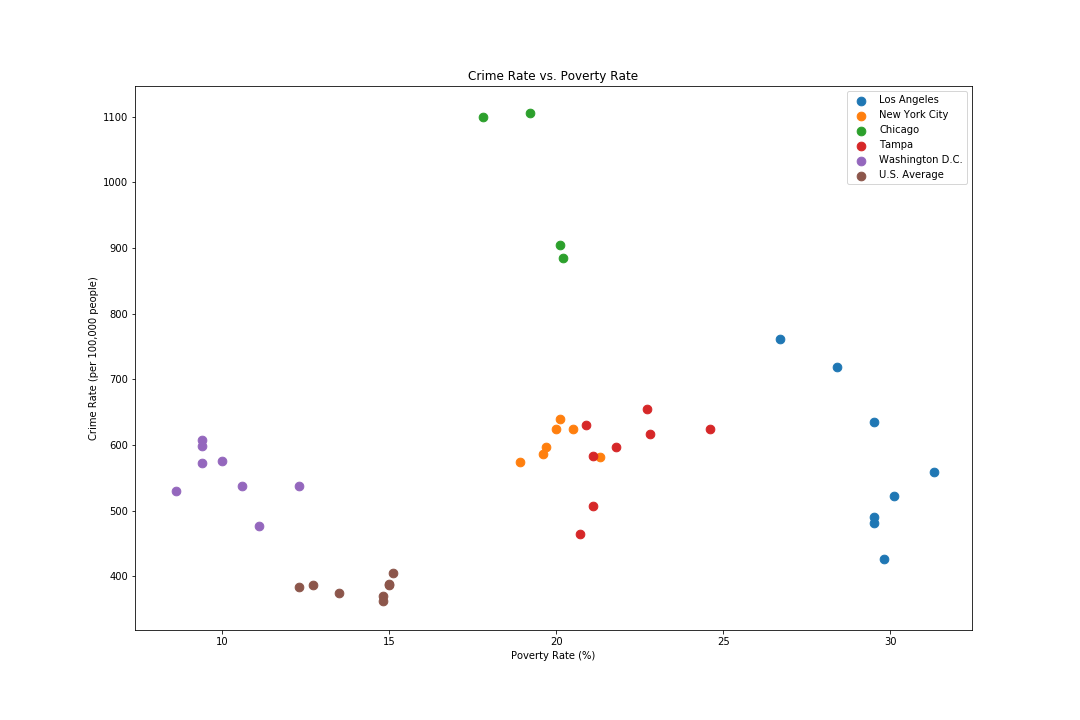 Crime Rate vs. Poverty Rate
Los Angeles
New York City
Chicago
Tampa
Washington D.C.
U.S. Average
Crime Rate (per 100,000 people)
1100
1000
900
800
700
600
500
400
10
15
20
25
30
Poverty Rate (%)